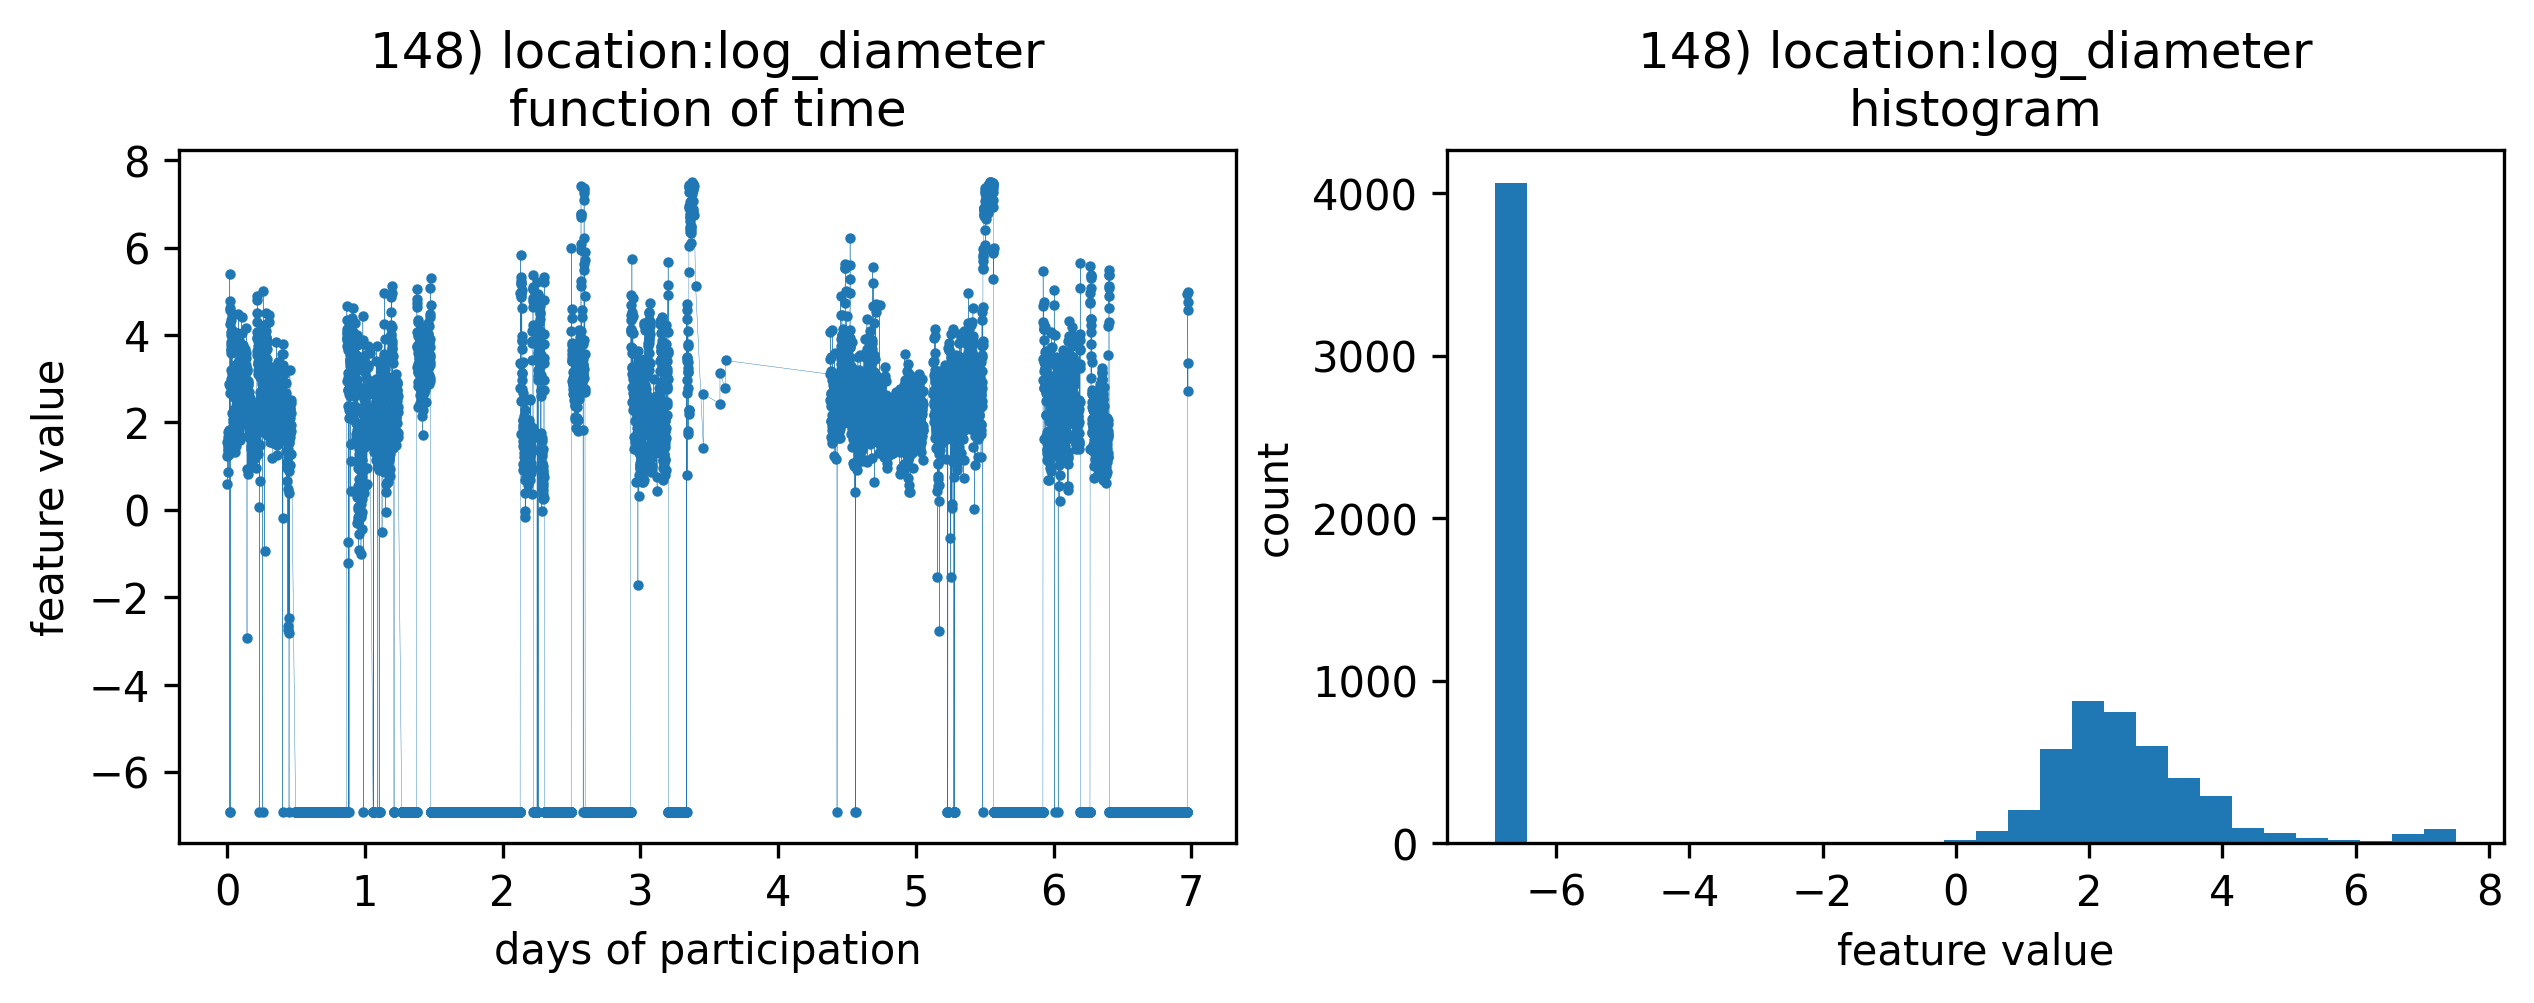 148) location:log_diameter
function of time
8
6
4
2
0
−2
−4
−6
feature value
0 1 2 3 4 5 6 7
days of participation
148) location:log_diameter
histogram
4000
3000
2000
1000
0
count
−6 −4 −2 0 2 4 6 8
feature value